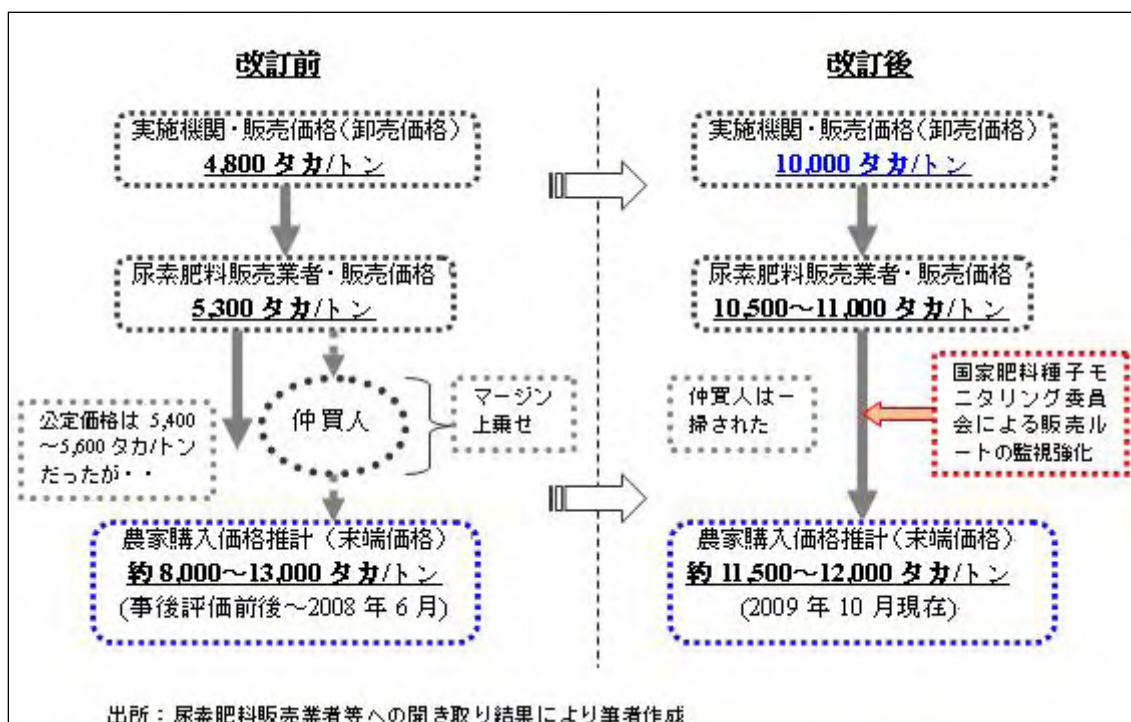 改訂前
実施機関・販売価格(卸売価格)
4,800 タカ/トン
尿素肥料販売業者・販売価格
5,300 タカ/トン
公定価格は 5,400
～5,600 タカ/トン
だったが・・
仲買人
マージン
上乗せ
農家購入価格推計（末端価格）
約 8,000～13,000 タカ/トン
(事後評価前後～2008 年 6 月)
改訂後
実施機関・販売価格(卸売価格)
10,000 タカ/トン
尿素肥料販売業者・販売価格
10,500～11,000 タカ/トン
仲買人は一
掃された
国家肥料種子モ
ニタリング委員
会による販売ル
ートの監視強化
農家購入価格推計(末端価格)
約 11,500～12,000 タカ/トン
(2009 年 10 月現在)
出所：尿素肥料販売業者等への聞き取り結果により筆者作成